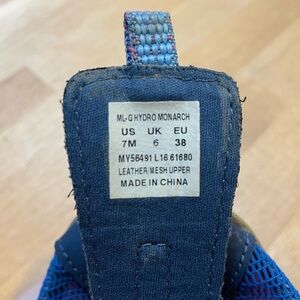 ML-G HYDRO MONARCH
US UK EU
7M 6 38
MY56491 L16 61680
LEATHER/MESH UPPER
MADE IN CHINA